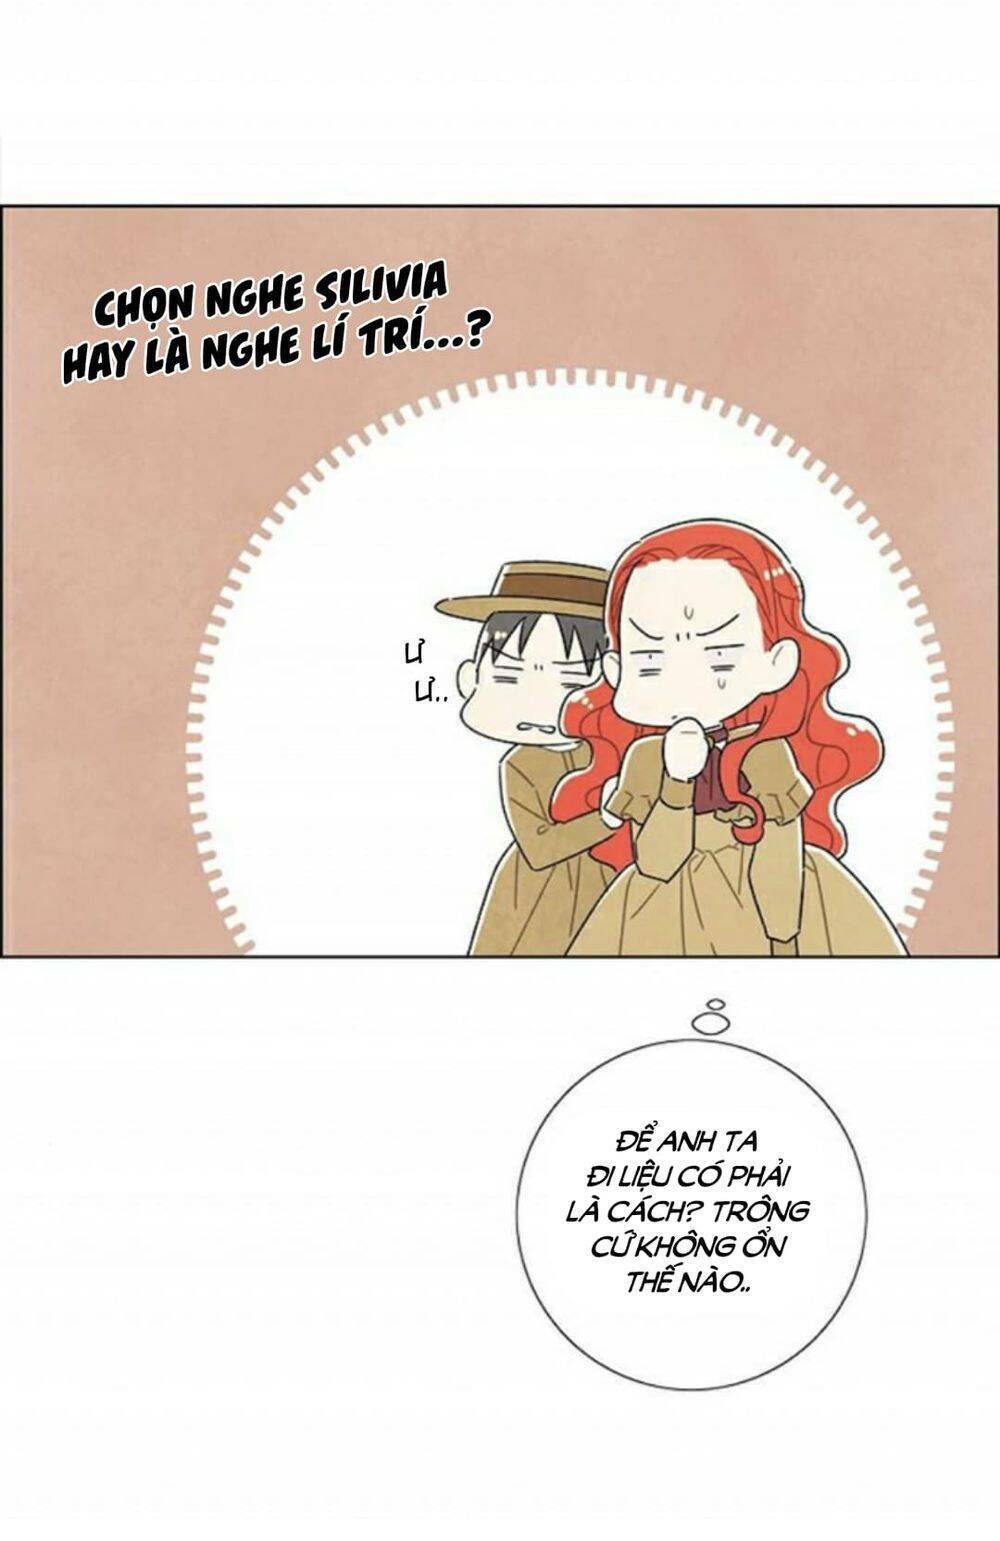 CHỌN NGHE SILIVIA
HAY LÀ NGHE LÍ TRÍ...?
Ư
Ư..
ĐỂ ANH TA
ĐI LIỆU CÓ PHẢI
LÀ CÁCH? TRÔNG
CỨ KHÔNG ỔN
THẾ NÀO..